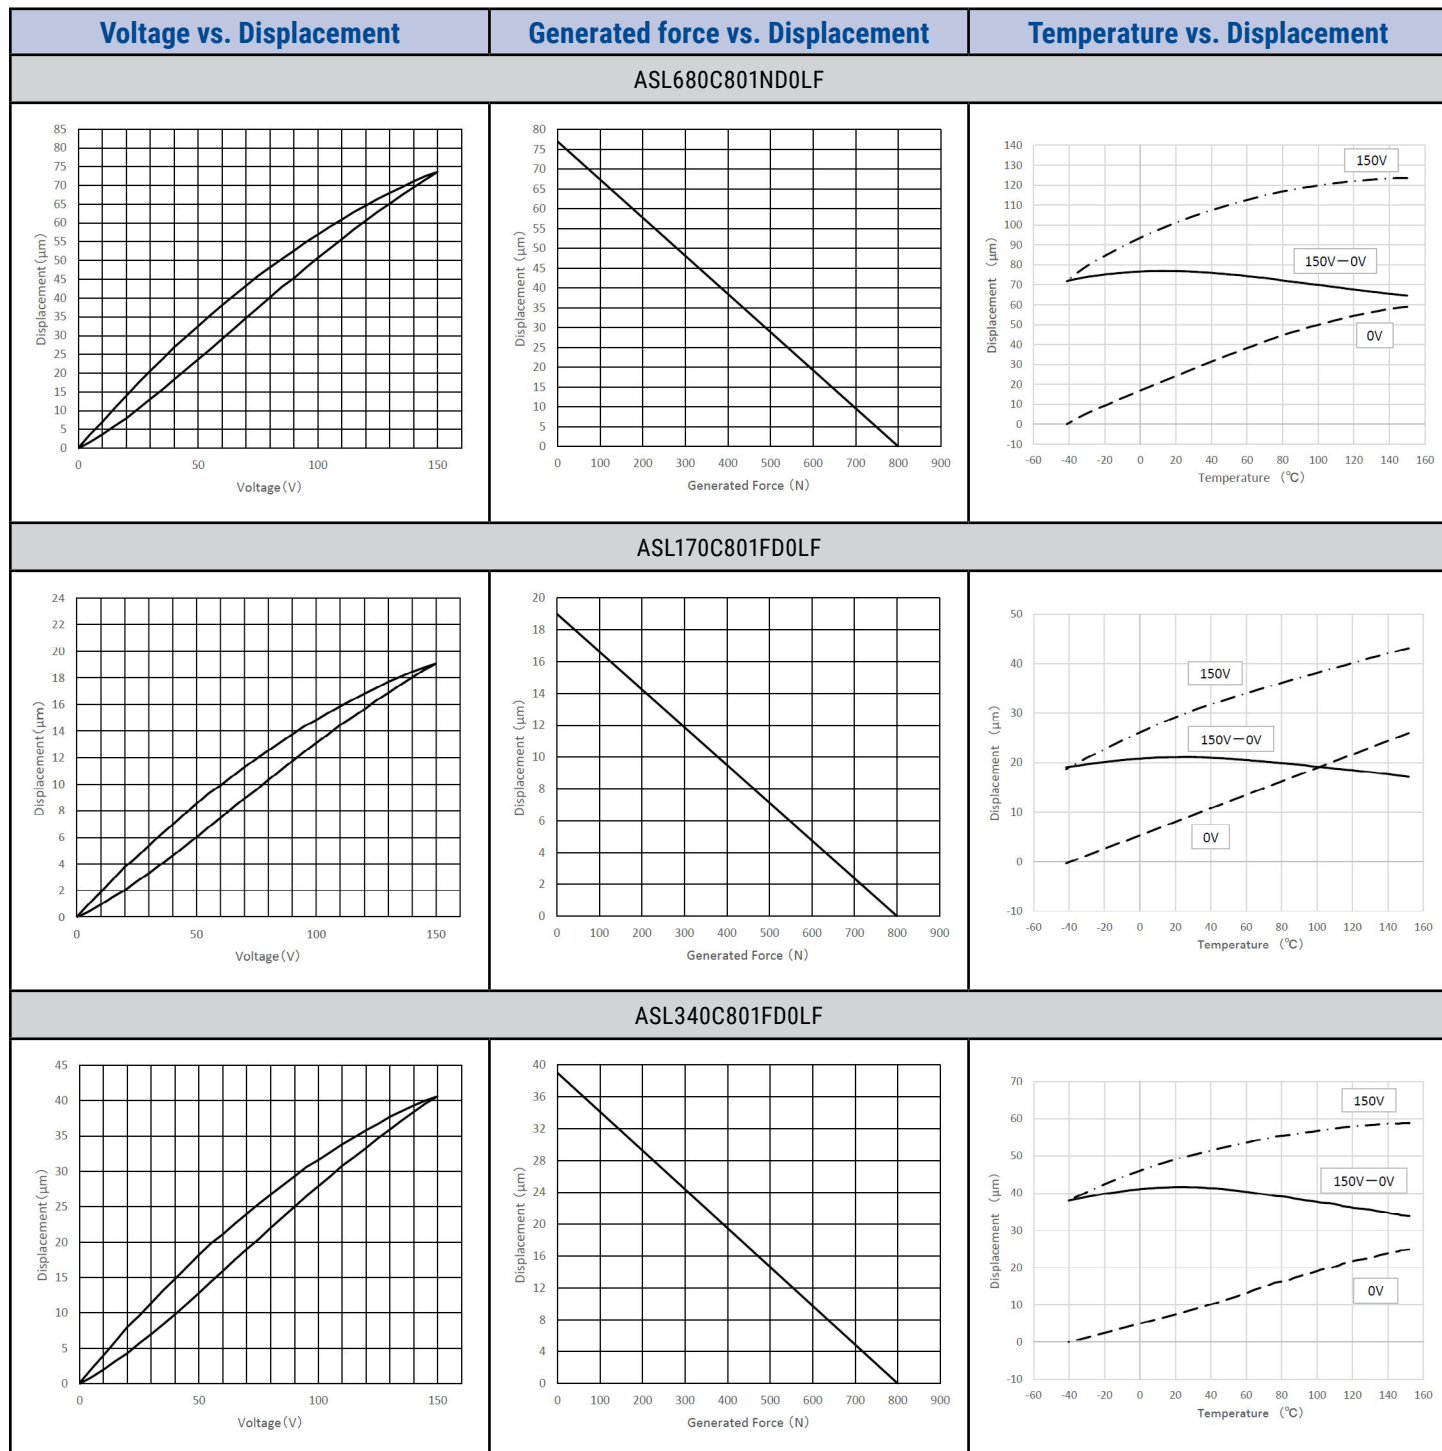 Voltage vs. Displacement
Generated force vs. Displacement
Temperature vs. Displacement
ASL680C801ND0LF
85
80
75
70
65
60
55
50
45
40
35
30
25
20
15
10
5
0
Displacement(μm)
0 50 100 150
Voltage(V)
80
75
70
65
60
55
50
45
40
35
30
25
20
15
10
5
0
Displacement (μm)
0 100 200 300 400 500 600 700 800 900
Generated Force (N)
140
130
120
110
100
90
80
70
60
50
40
30
20
10
0
-10
Displacement (μm)
150V
150V−0V
0V
-60 -40 -20 0 20 40 60 80 100 120 140 160
Temperature (℃)
ASL170C801FD0LF
24
22
20
18
16
14
12
10
8
6
4
2
0
Displacement(μm)
0 50 100 150
Voltage(V)
20
18
16
14
12
10
8
6
4
2
0
Displacement (μm)
0 100 200 300 400 500 600 700 800 900
Generated Force (N)
50
40
30
20
10
0
-10
Displacement (μm)
150V
150V−0V
0V
-60 -40 -20 0 20 40 60 80 100 120 140 160
Temperature (℃)
ASL340C801FD0LF
45
40
35
30
25
20
15
10
5
0
Displacement(μm)
0 50 100 150
Voltage(V)
40
36
32
28
24
20
16
12
8
4
0
Displacement (μm)
0 100 200 300 400 500 600 700 800 900
Generated Force (N)
70
60
50
40
30
20
10
0
-10
Displacement (μm)
150V
150V−0V
0V
-60 -40 -20 0 20 40 60 80 100 120 140 160
Temperature (℃)